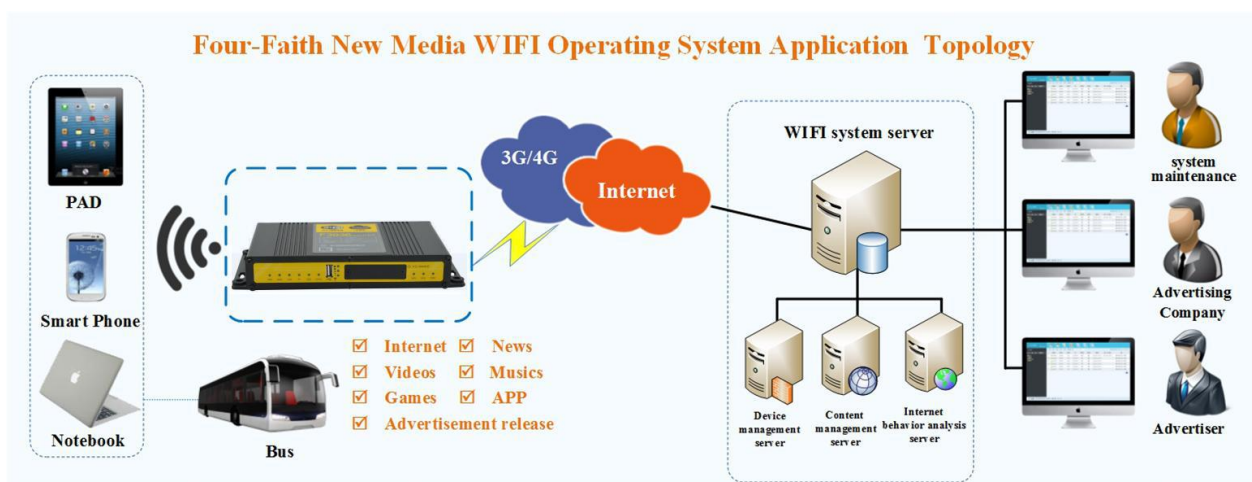 Four-Faith New Media WIFI Operating System Application Topology
PAD
Smart Phone
Notebook
Bus
Internet
News
Videos
Musics
Games
APP
Advertisement release
3G/4G
Internet
WIFI system server
Device
management
server
Content
management
server
Internet
behavior analysis
server
system
maintenance
Advertising
Company
Advertiser